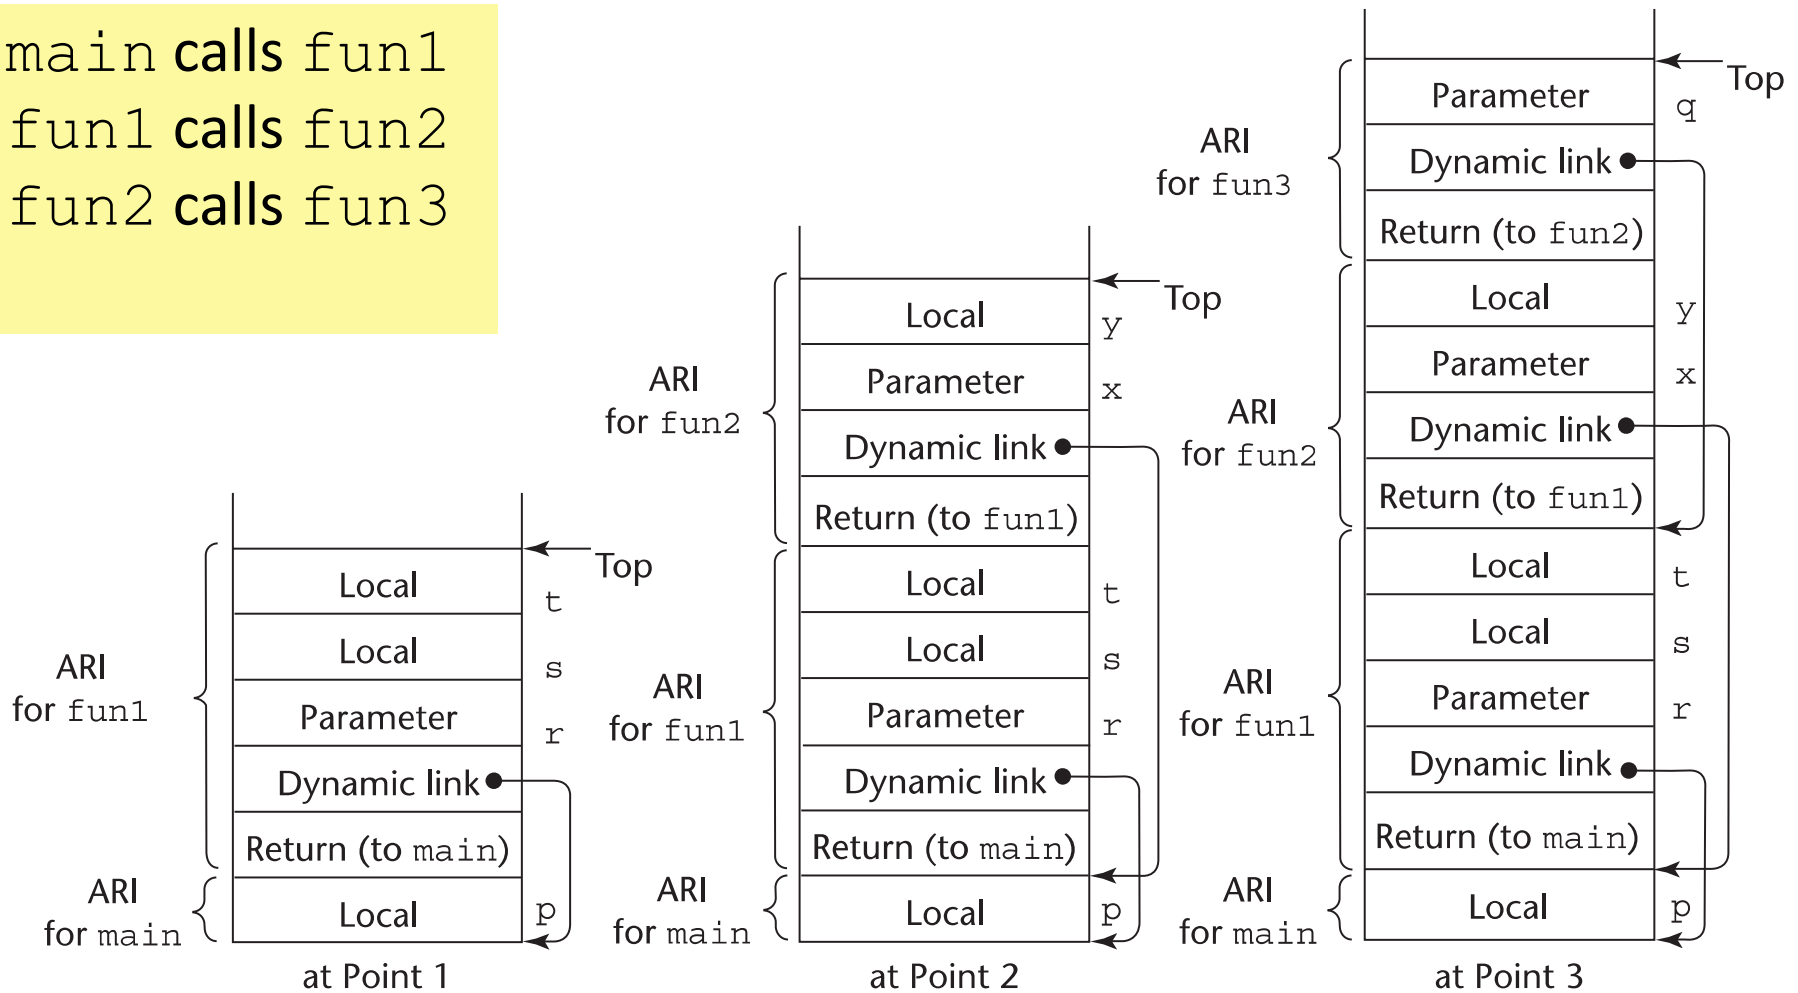 main calls fun1
fun1 calls fun2
fun2 calls fun3
Top
Local
t
Local
s
ARI
for fun1
Parameter
r
Dynamic link
Return (to main)
ARI
for main
Local
p
at Point 1
Top
Local
y
ARI
for fun2
Parameter
x
Dynamic link
Return (to fun1)
Local
t
Local
s
ARI
for fun1
Parameter
r
Dynamic link
Return (to main)
ARI
for main
Local
p
at Point 2
Top
Parameter
q
ARI
for fun3
Dynamic link
Return (to fun2)
Local
y
Parameter
x
ARI
for fun2
Dynamic link
Return (to fun1)
Local
t
Local
s
ARI
for fun1
Parameter
r
Dynamic link
Return (to main)
ARI
for main
Local
p
at Point 3